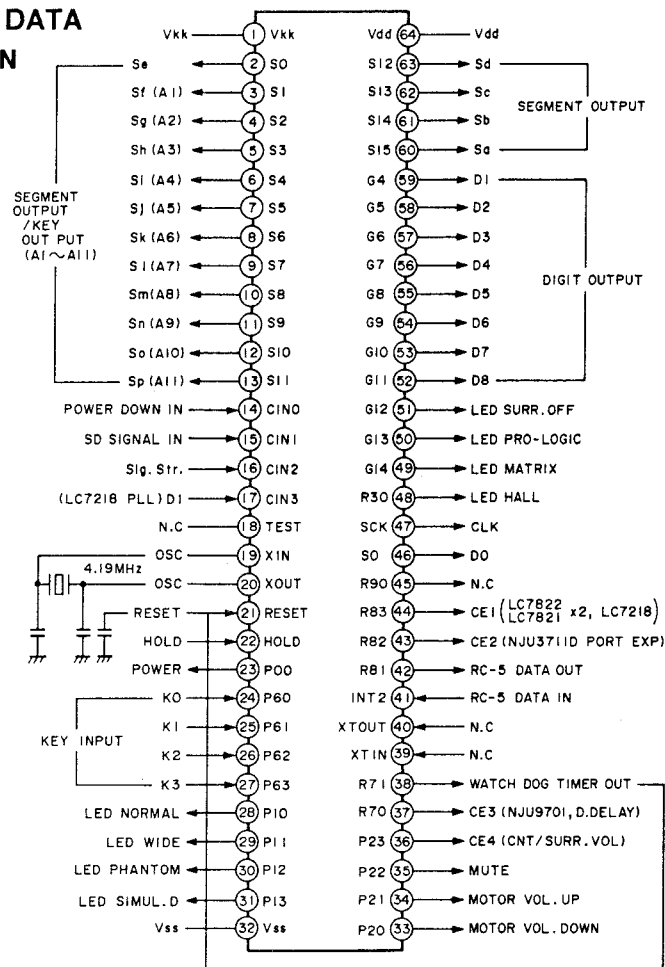 DATA
N
Vkk 1 Vkk Vdd 64 Vdd
Se 2 S0 S12 63 Sd
Sf (A1) 3 S1 S13 62 Sc
Sg (A2) 4 S2 S14 61 Sb
Sh (A3) 5 S3 S15 60 Sa
SEGMENT OUTPUT
Si (A4) 6 S4 G4 59 D1
Sj (A5) 7 S5 G5 58 D2
Sk (A6) 8 S6 G6 57 D3
Sl (A7) 9 S7 G7 56 D4
Sm(A8) 10 S8 G8 55 D5
Sn (A9) 11 S9 G9 54 D6
So (A10) 12 S10 G10 53 D7
Sp (A11) 13 S11 G11 52 D8
SEGMENT
OUTPUT
/KEY
OUT PUT
(A1~A11)
DIGIT OUTPUT
POWER DOWN IN 14 CIN0 G12 51 LED SURR.OFF
SD SIGNAL IN 15 CIN1 G13 50 LED PRO-LOGIC
Sig. Str. 16 CIN2 G14 49 LED MATRIX
(LC7218 PLL) D1 17 CIN3 R30 48 LED HALL
N.C 18 TEST SCK 47 CLK
OSC 19 XIN SO 46 DO
4.19MHz
OSC 20 XOUT R90 45 N.C
RESET 21 RESET R83 44 CE1 (LC7822 LC7821 x2, LC7218)
HOLD 22 HOLD R82 43 CE2 (NJU3711D PORT EXP)
POWER 23 P00 R81 42 RC-5 DATA OUT
K0 24 P60 INT2 41 RC-5 DATA IN
K1 25 P61 XTOUT 40 N.C
KEY INPUT
K2 26 P62 XTIN 39 N.C
K3 27 P63 R71 38 WATCH DOG TIMER OUT
LED NORMAL 28 P10 R70 37 CE3 (NJU9701, D.DELAY)
LED WIDE 29 P11 P23 36 CE4 (CNT/SURR.VOL)
LED PHANTOM 30 P12 P22 35 MUTE
LED SIMUL.D 31 P13 P21 34 MOTOR VOL.UP
Vss 32 Vss P20 33 MOTOR VOL.DOWN